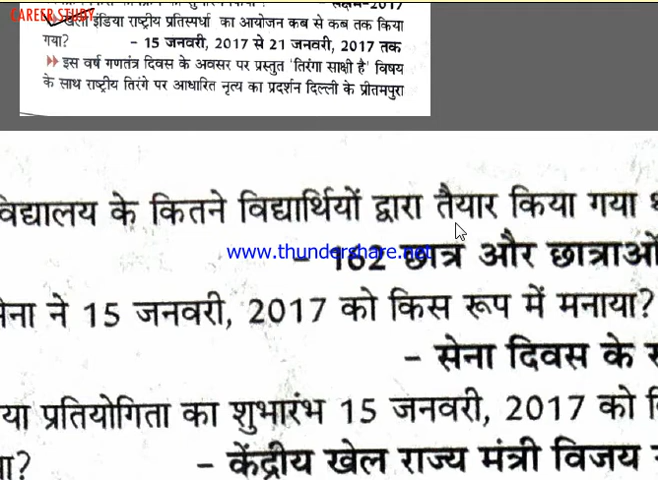 CAREER STUDY
खेलो इंडिया राष्ट्रीय प्रतिस्पर्धा का आयोजन कब से कब तक किया
गया? - 15 जनवरी, 2017 से 21 जनवरी, 2017 तक
इस वर्ष गणतंत्र दिवस के अवसर पर प्रस्तुत 'तिरंगा साक्षी है' विषय
के साथ राष्ट्रीय तिरंगे पर आधारित नृत्य का प्रदर्शन दिल्ली के प्रीतमपुरा
विद्यालय के कितने विद्यार्थियों द्वारा तैयार किया गया
www.thundershare.net
- 162 छात्र और छात्राओं
ने 15 जनवरी, 2017 को किस रूप में मनाया?
- सेना दिवस के
प्रतियोगिता का शुभारंभ 15 जनवरी, 2017 को
- केंद्रीय खेल राज्य मंत्री विजय